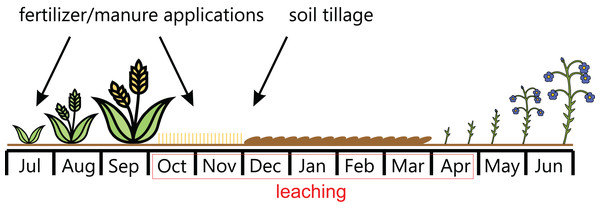 fertilizer/manure applications soil tillage
Jul Aug Sep Oct Nov Dec Jan Feb Mar Apr May Jun
leaching